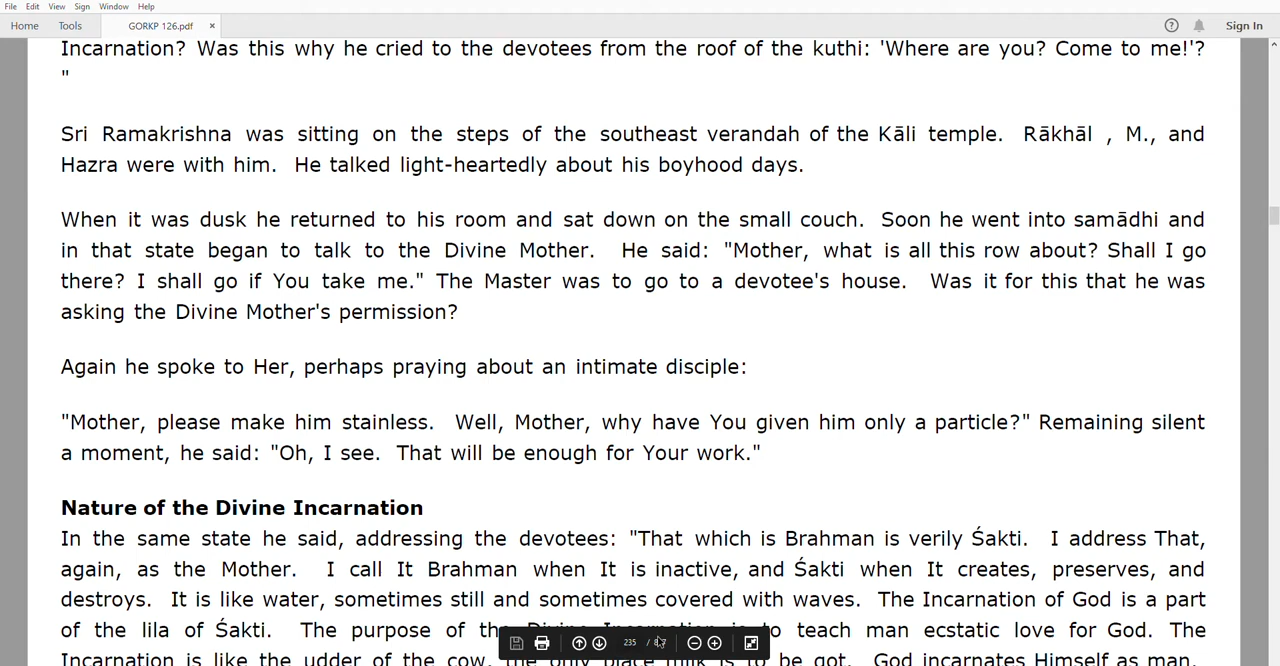 File Edit View Sign Window Help
Home Tools GORKP 126.pdf × ? Sign In
Incarnation? Was this why he cried to the devotees from the roof of the kuthi: 'Where are you? Come to me!'?
"
Sri Ramakrishna was sitting on the steps of the southeast verandah of the Kāli temple. Rākhāl , M., and
Hazra were with him. He talked light-heartedly about his boyhood days.
When it was dusk he returned to his room and sat down on the small couch. Soon he went into samādhi and
in that state began to talk to the Divine Mother. He said: "Mother, what is all this row about? Shall I go
there? I shall go if You take me." The Master was to go to a devotee's house. Was it for this that he was
asking the Divine Mother's permission?
Again he spoke to Her, perhaps praying about an intimate disciple:
"Mother, please make him stainless. Well, Mother, why have You given him only a particle?" Remaining silent
a moment, he said: "Oh, I see. That will be enough for Your work."
Nature of the Divine Incarnation
In the same state he said, addressing the devotees: "That which is Brahman is verily Śakti. I address That,
again, as the Mother. I call It Brahman when It is inactive, and Śakti when It creates, preserves, and
destroys. It is like water, sometimes still and sometimes covered with waves. The Incarnation of God is a part
of the lila of Śakti. The purpose of the Divine Incarnation is to teach man ecstatic love for God. The
Incarnation is like the udder of the cow, the only place milk is to be got. God incarnates Himself as man.
235 /